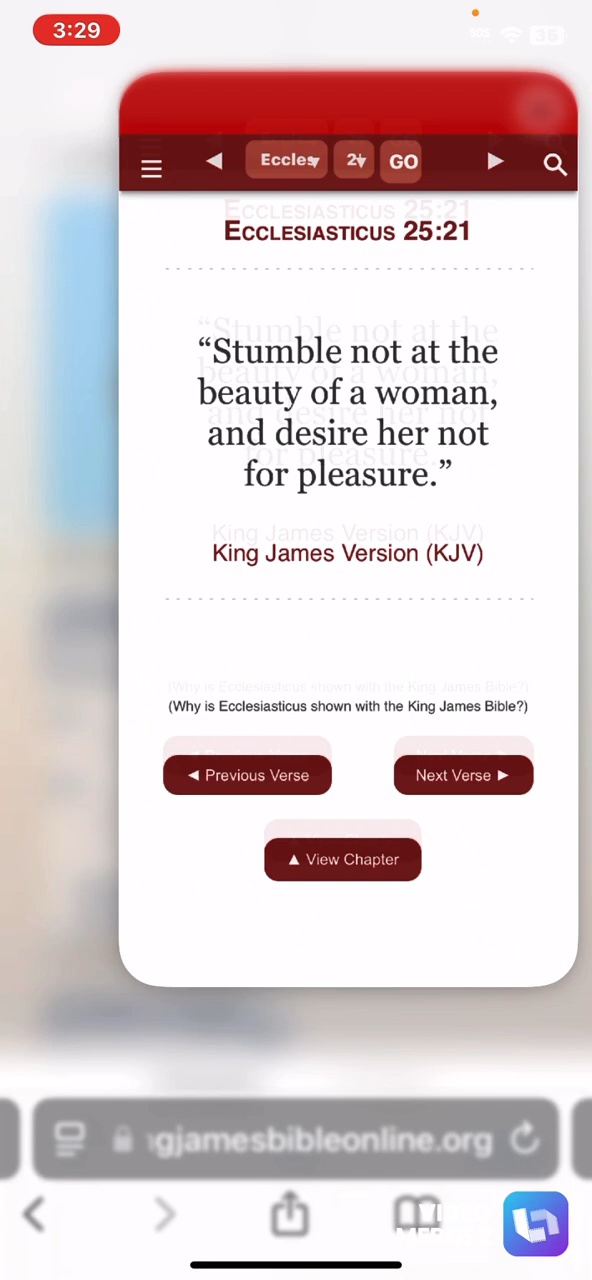 3:29
SOS
35
Eccles
2
GO
ECCLESIASTICUS 25:21
“Stumble not at the
beauty of a woman,
and desire her not
for pleasure.”
King James Version (KJV)
(Why is Ecclesiasticus shown with the King James Bible?)
◀ Previous Verse
Next Verse ▶
▲ View Chapter
gjamesbibleonline.org